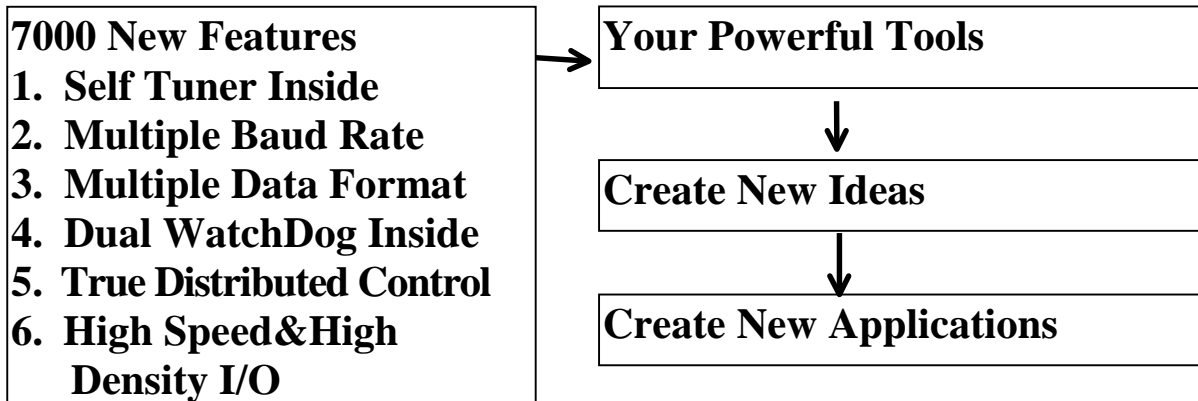 7000 New Features
1. Self Tuner Inside
2. Multiple Baud Rate
3. Multiple Data Format
4. Dual WatchDog Inside
5. True Distributed Control
6. High Speed&High
Density I/O
Your Powerful Tools
Create New Ideas
Create New Applications